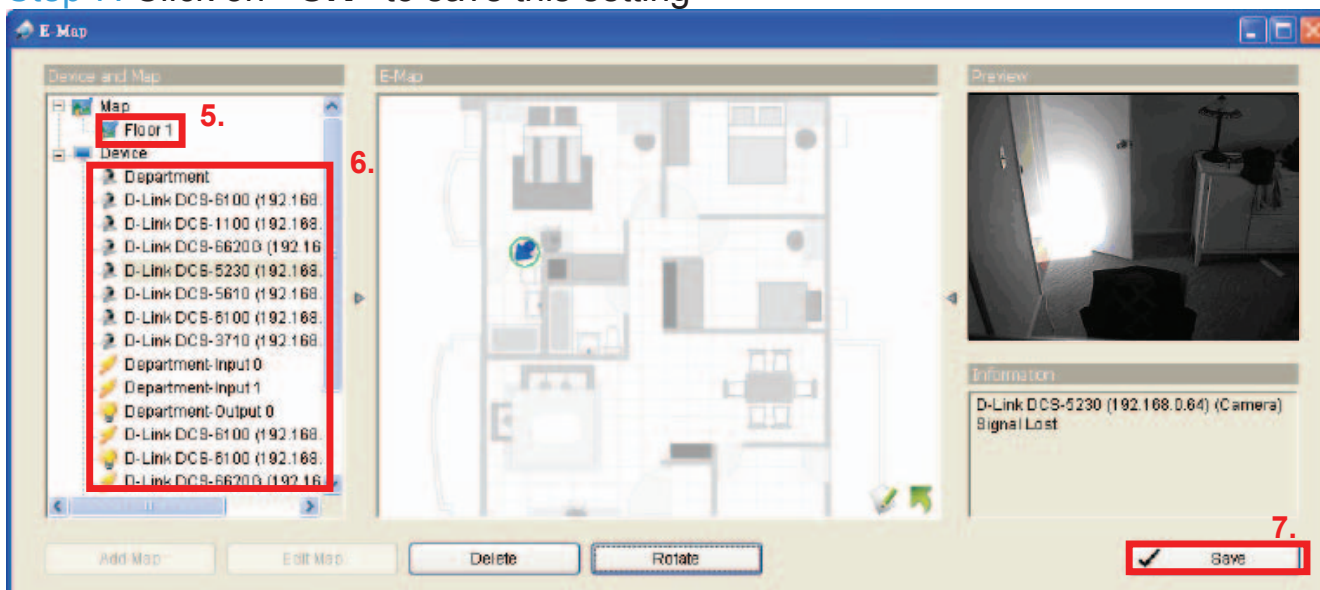 Step 7: Click on "OK" to save this setting
E-Map
Device and Map
E-Map
Preview
Map
Floor 1
5.
Device
6.
Department
D-Link DCS-6100 (192.168.
D-Link DCS-1100 (192.168.
D-Link DCS-6620G (192.16
D-Link DCS-5230 (192.168.
D-Link DCS-5610 (192.168.
D-Link DCS-6100 (192.168.
D-Link DCS-3710 (192.168.
Department-Input 0
Department-Input 1
Department-Output 0
D-Link DCS-6100 (192.168.
D-Link DCS-6100 (192.168.
D-Link DCS-6620G (192.16
Information
D-Link DCS-5230 (192.168.0.64) (Camera)
Signal Lost
7.
Add Map
Edit Map
Delete
Rotate
Save